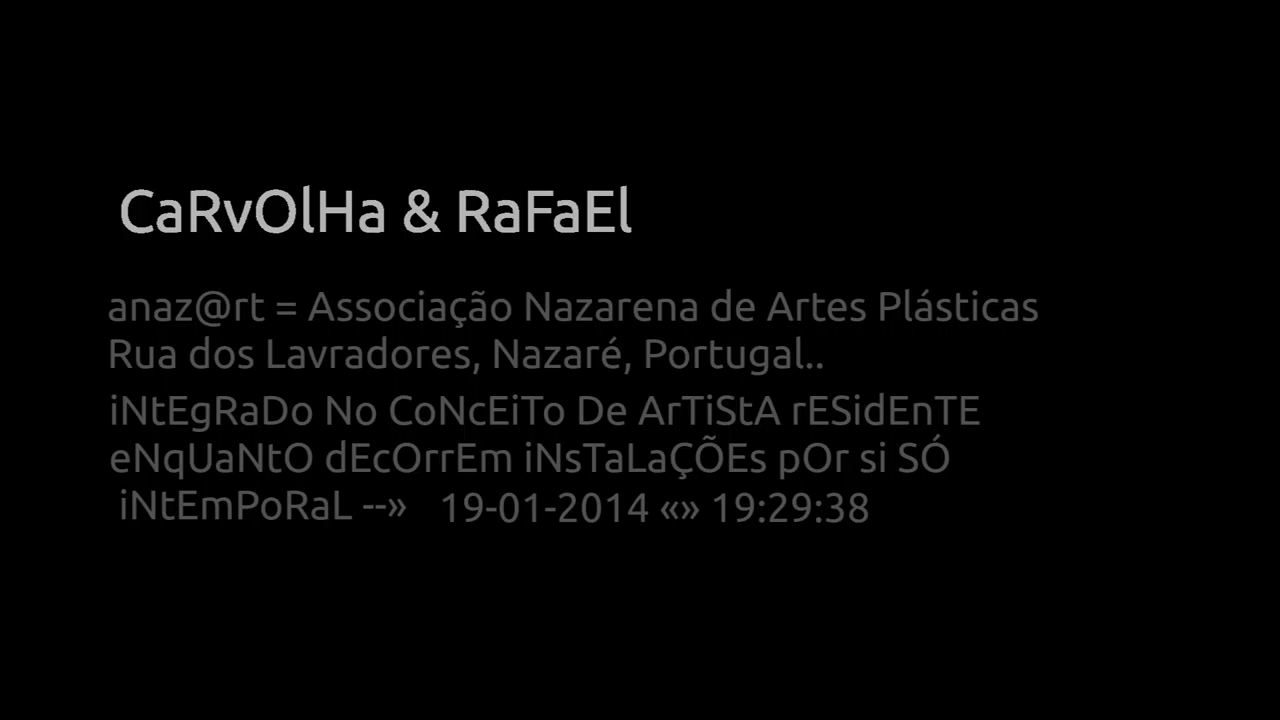 CaRvOlHa & RaFaEl
anaz@rt = Associação Nazarena de Artes Plásticas
Rua dos Lavradores, Nazaré, Portugal..
iNtEgRaDo No CoNcEiTo De ArTiStA rESidEnTE
eNqUaNtO dEcOrrEm iNsTaLaÇÕEs pOr si SÓ
iNtEmPoRaL --» 19-01-2014 «» 19:29:38